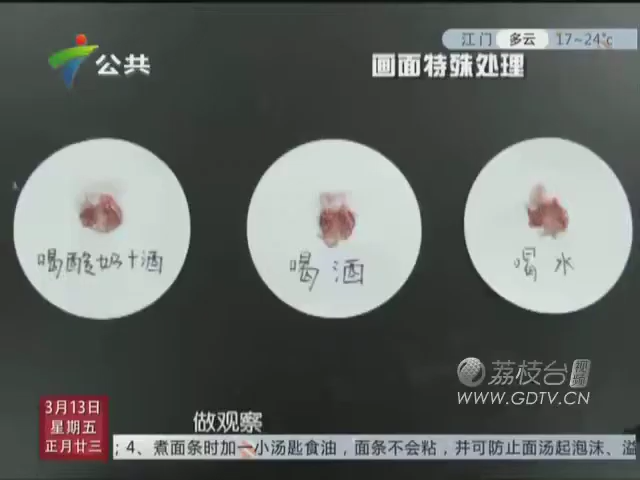 江门 多云 17~24℃
公共
画面特殊处理
喝酸奶+酒
喝酒
喝水
荔枝台 视频
WWW.GDTV.CN
3月13日
星期五
正月廿三
做观察
;4、煮面条时加一小汤匙食油，面条不会粘，并可防止面汤起泡沫、溢